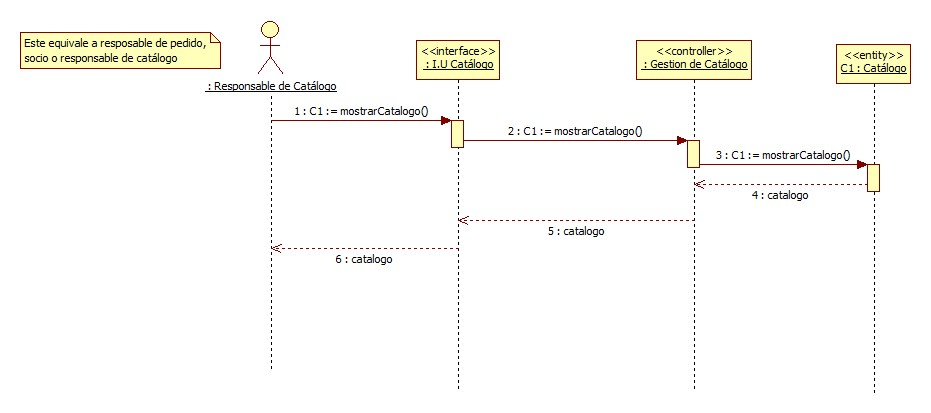 Este equivale a resposable de pedido,
socio o responsable de catálogo
: Responsable de Catálogo
<<interface>>
: I.U Catálogo
<<controller>>
: Gestion de Catálogo
<<entity>>
C1 : Catálogo
1 : C1 := mostrarCatalogo()
2 : C1 := mostrarCatalogo()
3 : C1 := mostrarCatalogo()
4 : catalogo
5 : catalogo
6 : catalogo